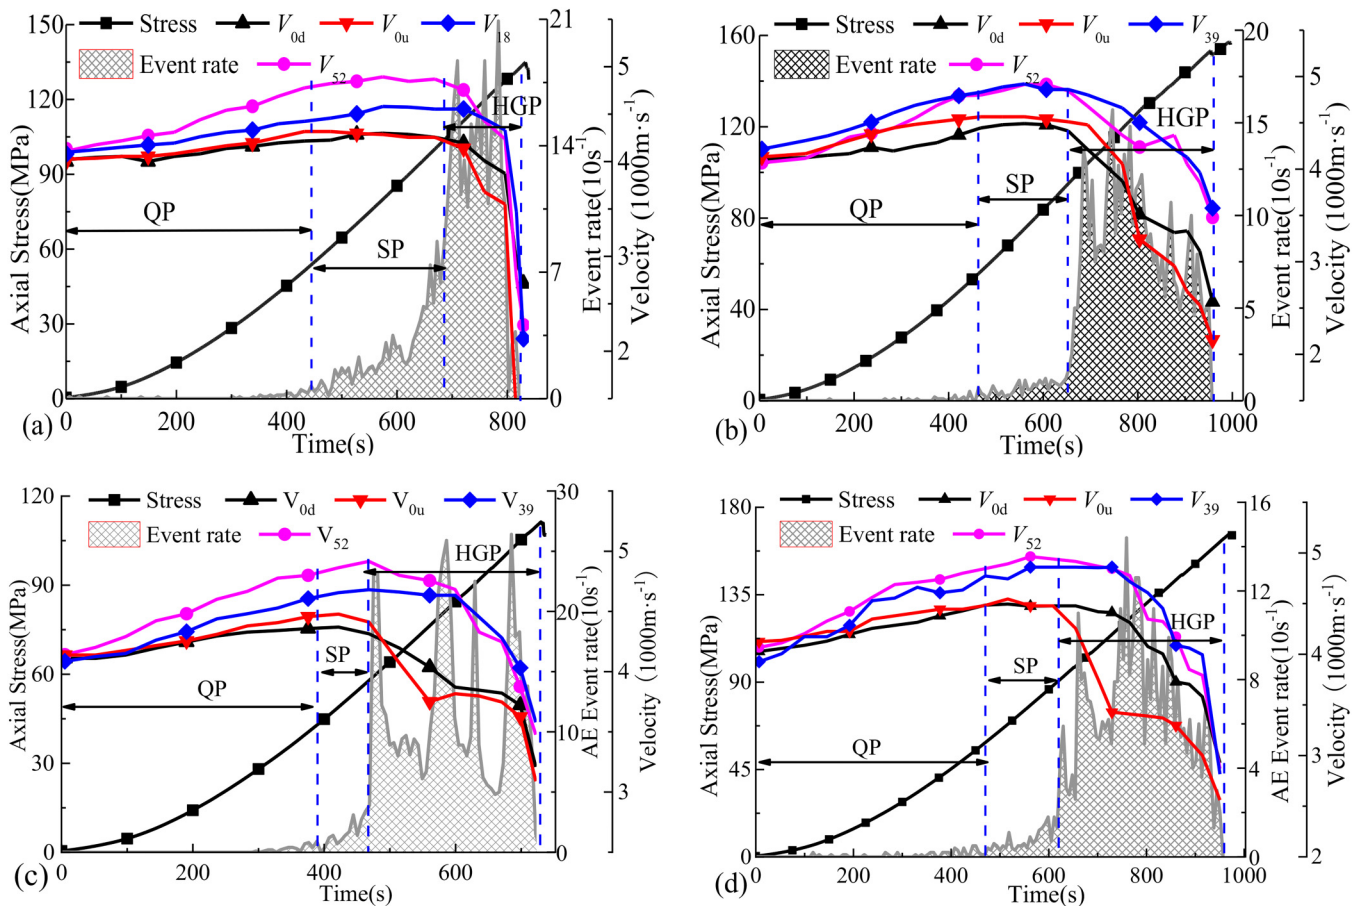 Stress V0d V0u V18
Event rate V52
HGP
QP
SP
150
120
90
60
30
0
Axial Stress(MPa)
0 200 400 600 800
Time(s)
21
14
7
0
Event rate(10s-1)
5
4
3
2
Velocity (1000m·s-1)
(a)
Stress V0d V0u V39
Event rate V52
HGP
SP
QP
160
120
80
40
0
Axial Stress(MPa)
0 200 400 600 800 1000
Time(s)
20
15
10
5
0
Event rate(10s-1)
5
4
3
2
Velocity (1000m·s-1)
(b)
Stress V0d V0u V39
Event rate V52
HGP
SP
QP
120
90
60
30
0
Axial Stress(MPa)
0 200 400 600
Time(s)
30
20
10
0
AE Event rate(10s-1)
5
4
3
Velocity (1000m·s-1)
(c)
Stress V0d V0u V39
Event rate V52
HGP
SP
QP
180
135
90
45
0
Axial Stress(MPa)
0 200 400 600 800 1000
Time(s)
16
12
8
4
0
AE Event rate(10s-1)
5
4
3
2
Velocity (1000m·s-1)
(d)